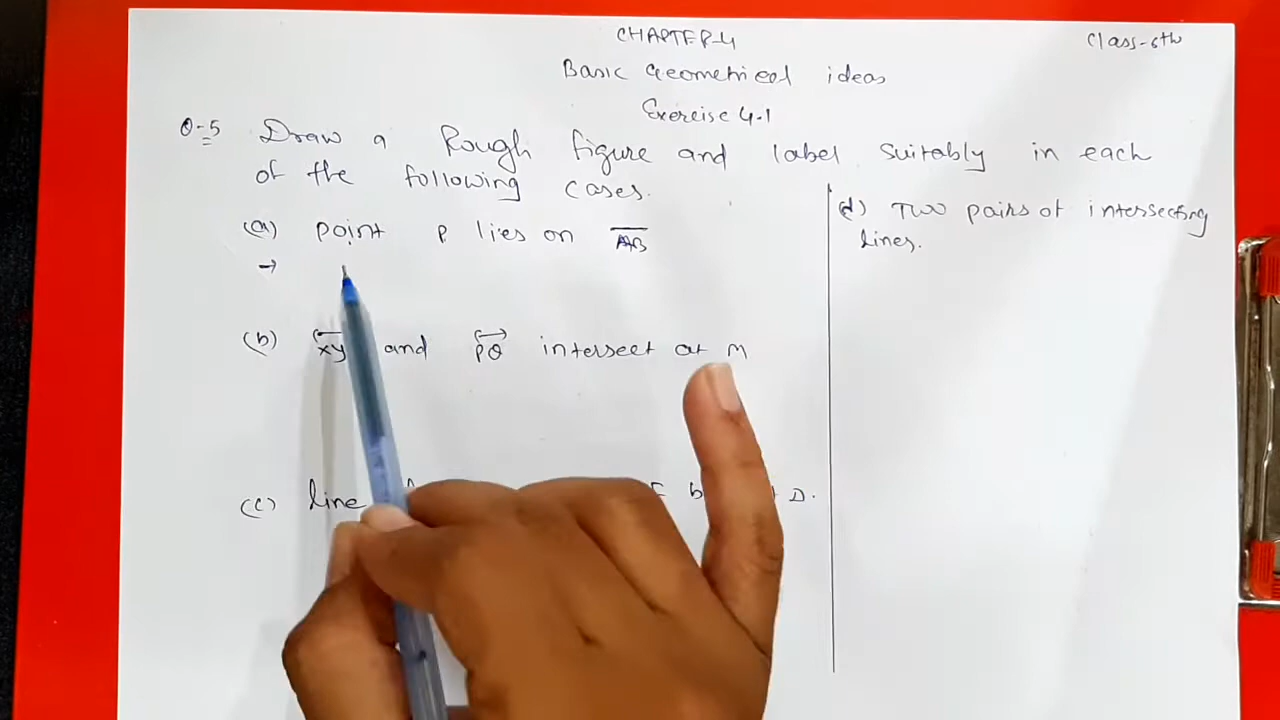 CHAPTER-4
Class-6th
Basic Geometrical ideas
Exercise 4.1
Q-5 Draw a Rough figure and label suitably in each
of the following cases.
(a) point P lies on AB
→
(b) xy and PQ intersect at M
(c) line D.
(d) Two pairs of intersecting
lines.